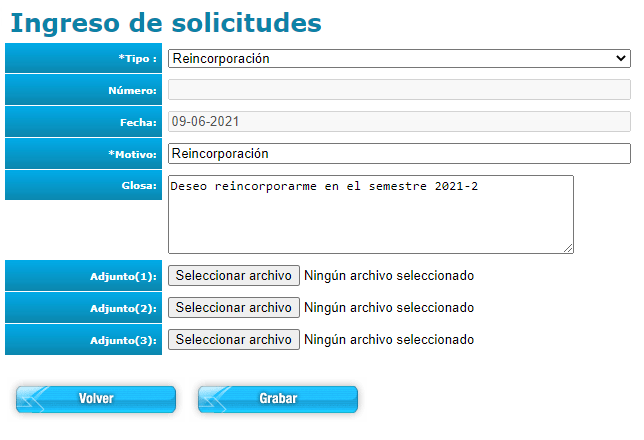 Ingreso de solicitudes
*Tipo : Reincorporación
Número:
Fecha: 09-06-2021
*Motivo: Reincorporación
Glosa: Deseo reincorporarme en el semestre 2021-2
Adjunto(1): Seleccionar archivo Ningún archivo seleccionado
Adjunto(2): Seleccionar archivo Ningún archivo seleccionado
Adjunto(3): Seleccionar archivo Ningún archivo seleccionado
Volver Grabar